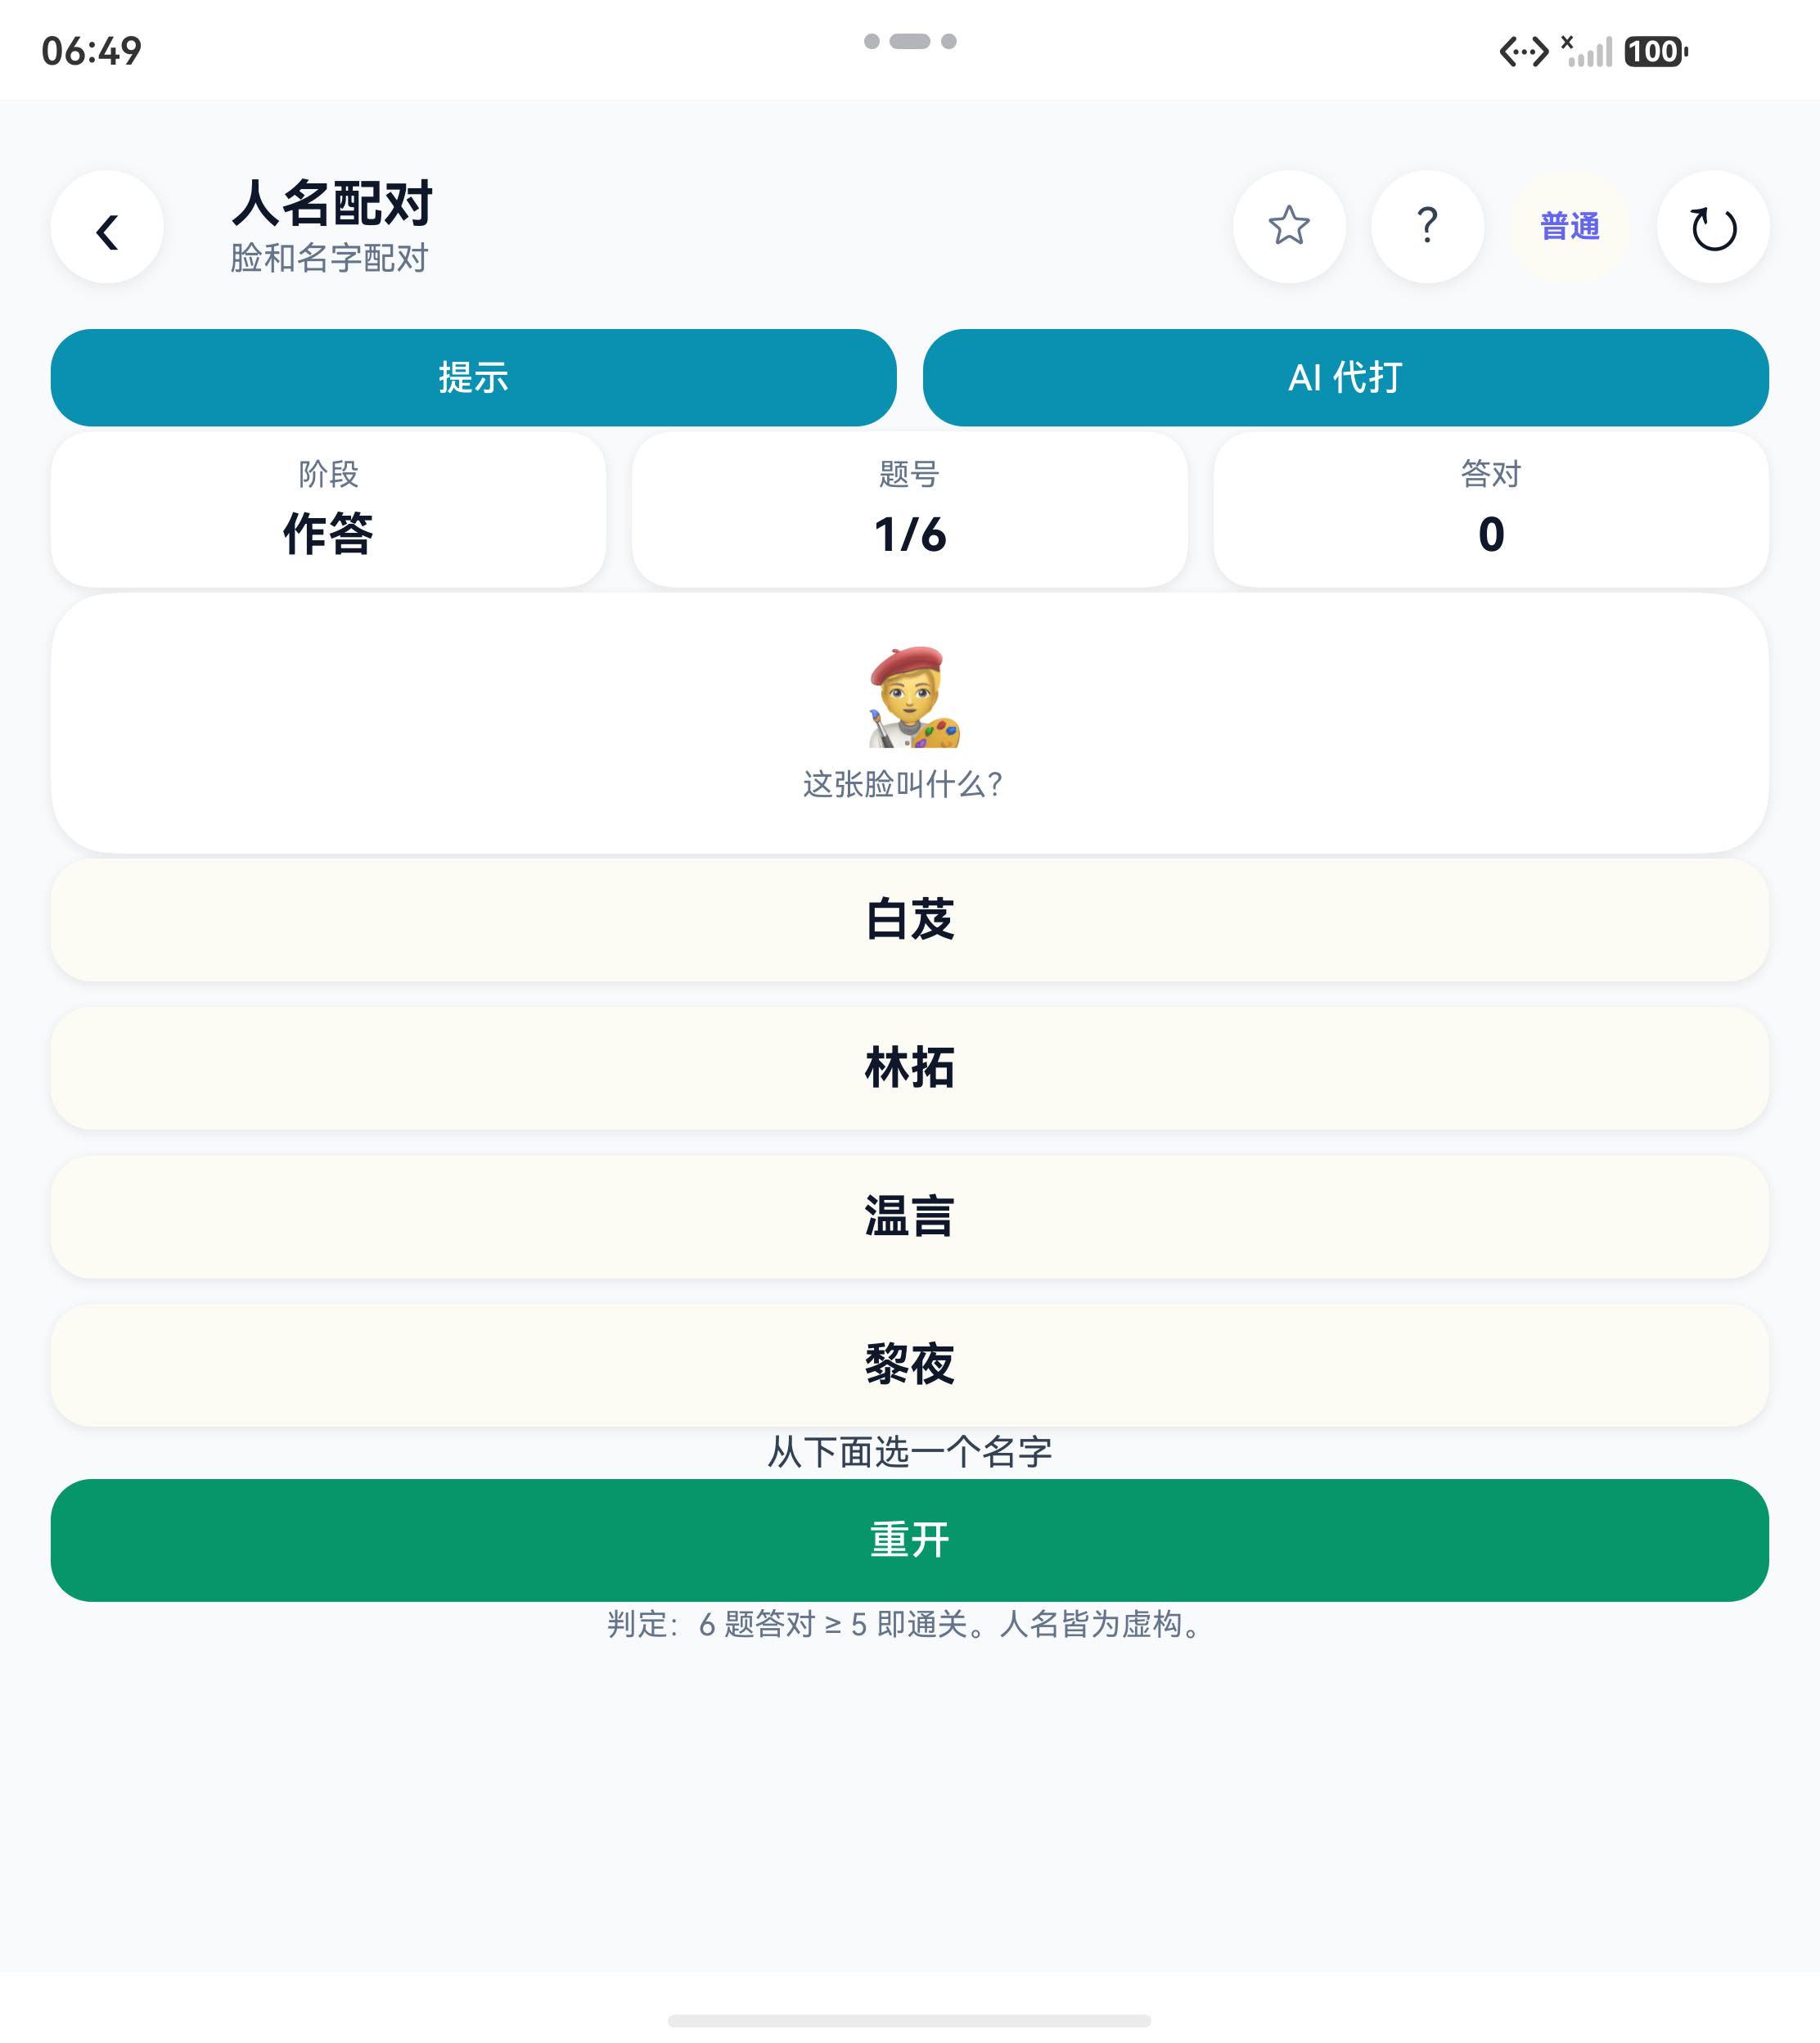 06:49
100
人名配对
脸和名字配对
?
普通
提示
AI 代打
阶段
作答
题号
1/6
答对
0
这张脸叫什么？
白芨
林拓
温言
黎夜
从下面选一个名字
重开
判定：6 题答对 ≥ 5 即通关。人名皆为虚构。